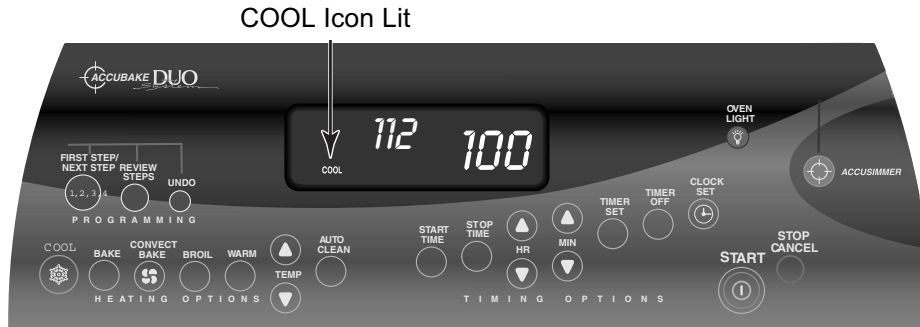 COOL Icon Lit
ACCUBAKE DUO
System
112
100
COOL
OVEN
LIGHT
ACCUSIMMER
FIRST STEP/
NEXT STEP
REVIEW
STEPS
UNDO
1,2,3,4
PROGRAMMING
COOL
BAKE
CONVECT
BAKE
BROIL
WARM
TEMP
AUTO
CLEAN
HEATING OPTIONS
START
TIME
STOP
TIME
HR
MIN
TIMER
SET
TIMER
OFF
CLOCK
SET
TIMING OPTIONS
START
STOP
CANCEL